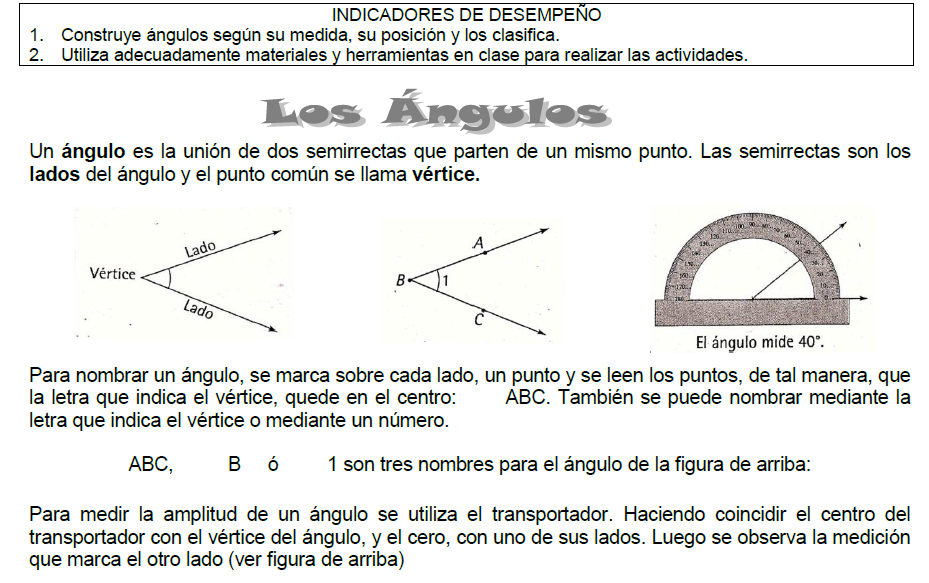 INDICADORES DE DESEMPEÑO
1. Construye ángulos según su medida, su posición y los clasifica.
2. Utiliza adecuadamente materiales y herramientas en clase para realizar las actividades.
Los Ángulos
Un ángulo es la unión de dos semirrectas que parten de un mismo punto. Las semirrectas son los
lados del ángulo y el punto común se llama vértice.
Lado
Vértice
Lado
A
B
1
C
El ángulo mide 40°.
Para nombrar un ángulo, se marca sobre cada lado, un punto y se leen los puntos, de tal manera, que
la letra que indica el vértice, quede en el centro: ABC. También se puede nombrar mediante la
letra que indica el vértice o mediante un número.
ABC, B ó 1 son tres nombres para el ángulo de la figura de arriba:
Para medir la amplitud de un ángulo se utiliza el transportador. Haciendo coincidir el centro del
transportador con el vértice del ángulo, y el cero, con uno de sus lados. Luego se observa la medición
que marca el otro lado (ver figura de arriba)